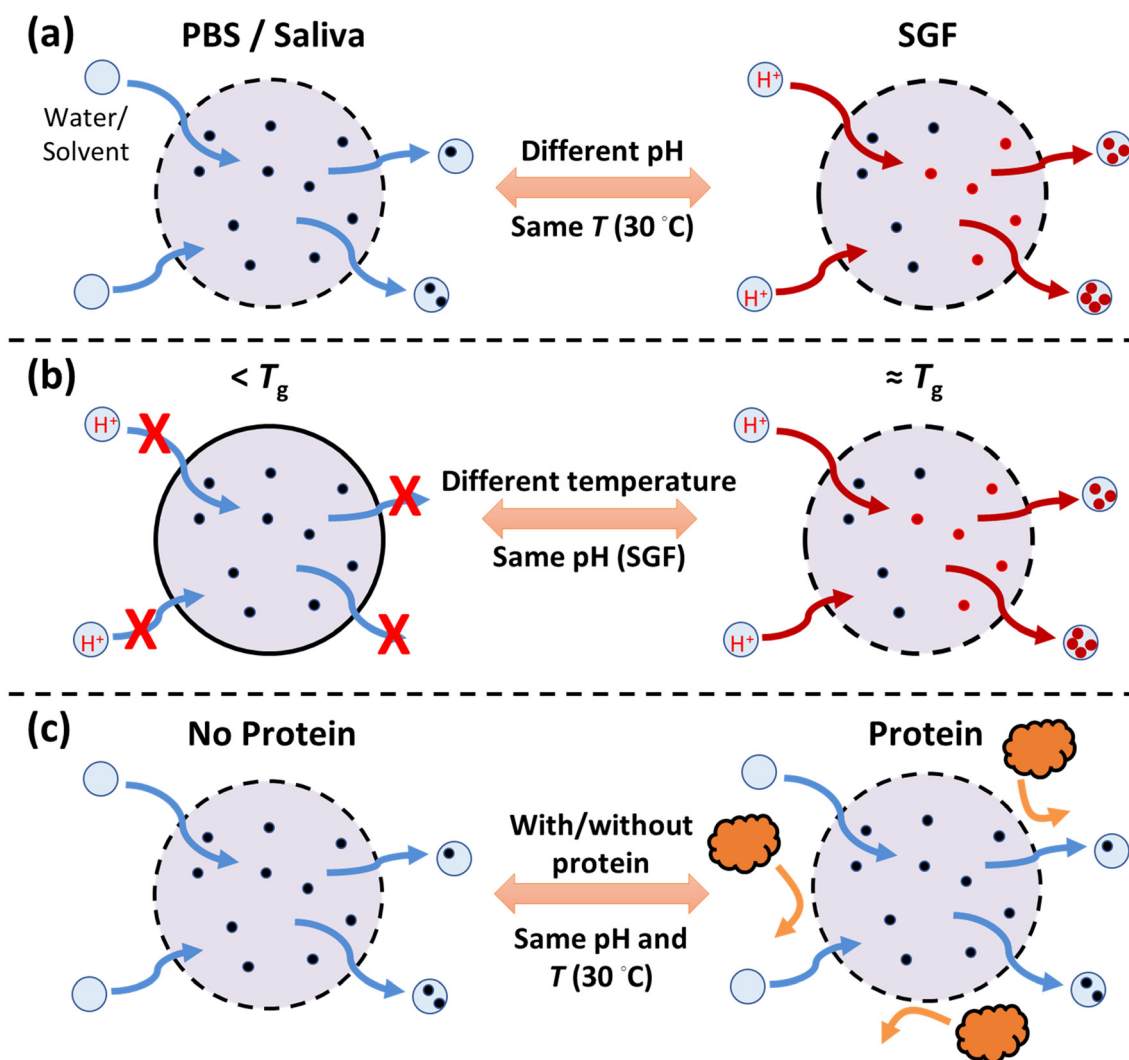 (a)
PBS / Saliva
SGF
Water/
Solvent
H⁺
Different pH
Same T (30 °C)
H⁺
(b)
< Tg
≈ Tg
H⁺
H⁺
X
X
Different temperature
Same pH (SGF)
H⁺
X
X
H⁺
(c)
No Protein
Protein
With/without
protein
Same pH and
T (30 °C)